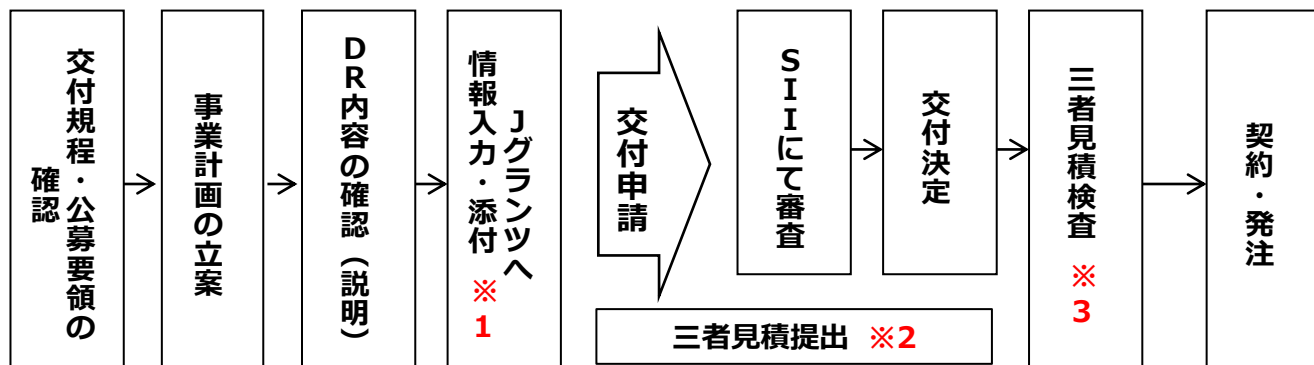 交付規程・公募要領の
確認
事業計画の立案
DR内容の確認（説明）
Jグランツへ
情報入力・添付 ※1
交付申請
SIIにて審査
交付決定
三者見積検査 ※3
契約・発注
三者見積提出 ※2